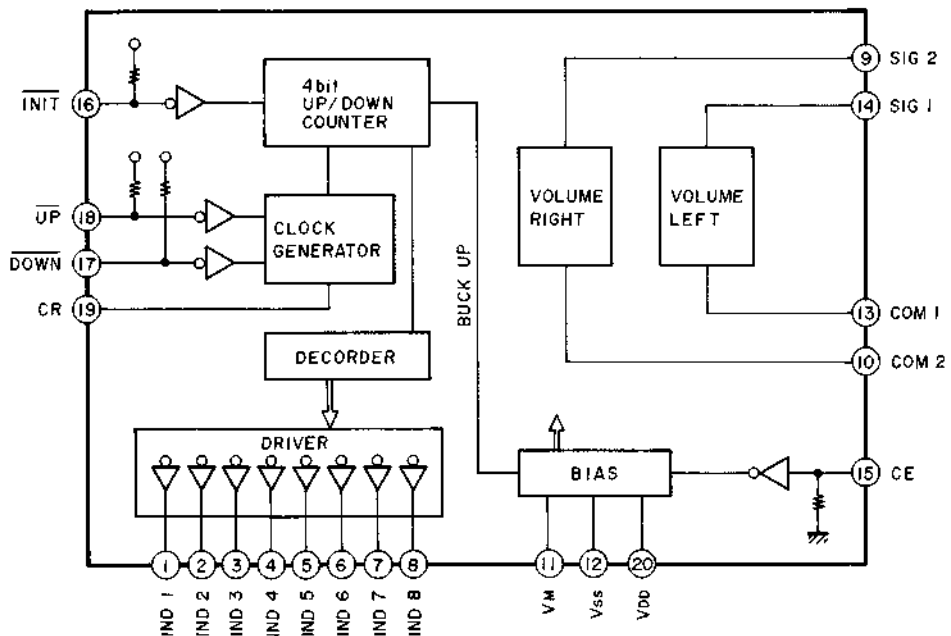 INIT
16
4bit
UP/DOWN
COUNTER
9
SIG 2
14
SIG 1
UP
18
DOWN
17
CLOCK
GENERATOR
VOLUME
RIGHT
VOLUME
LEFT
BUCK UP
CR
19
13
COM 1
DECORDER
10
COM 2
DRIVER
BIAS
15
CE
1
2
3
4
5
6
7
8
11
12
20
IND 1
IND 2
IND 3
IND 4
IND 5
IND 6
IND 7
IND 8
VM
VSS
VDD